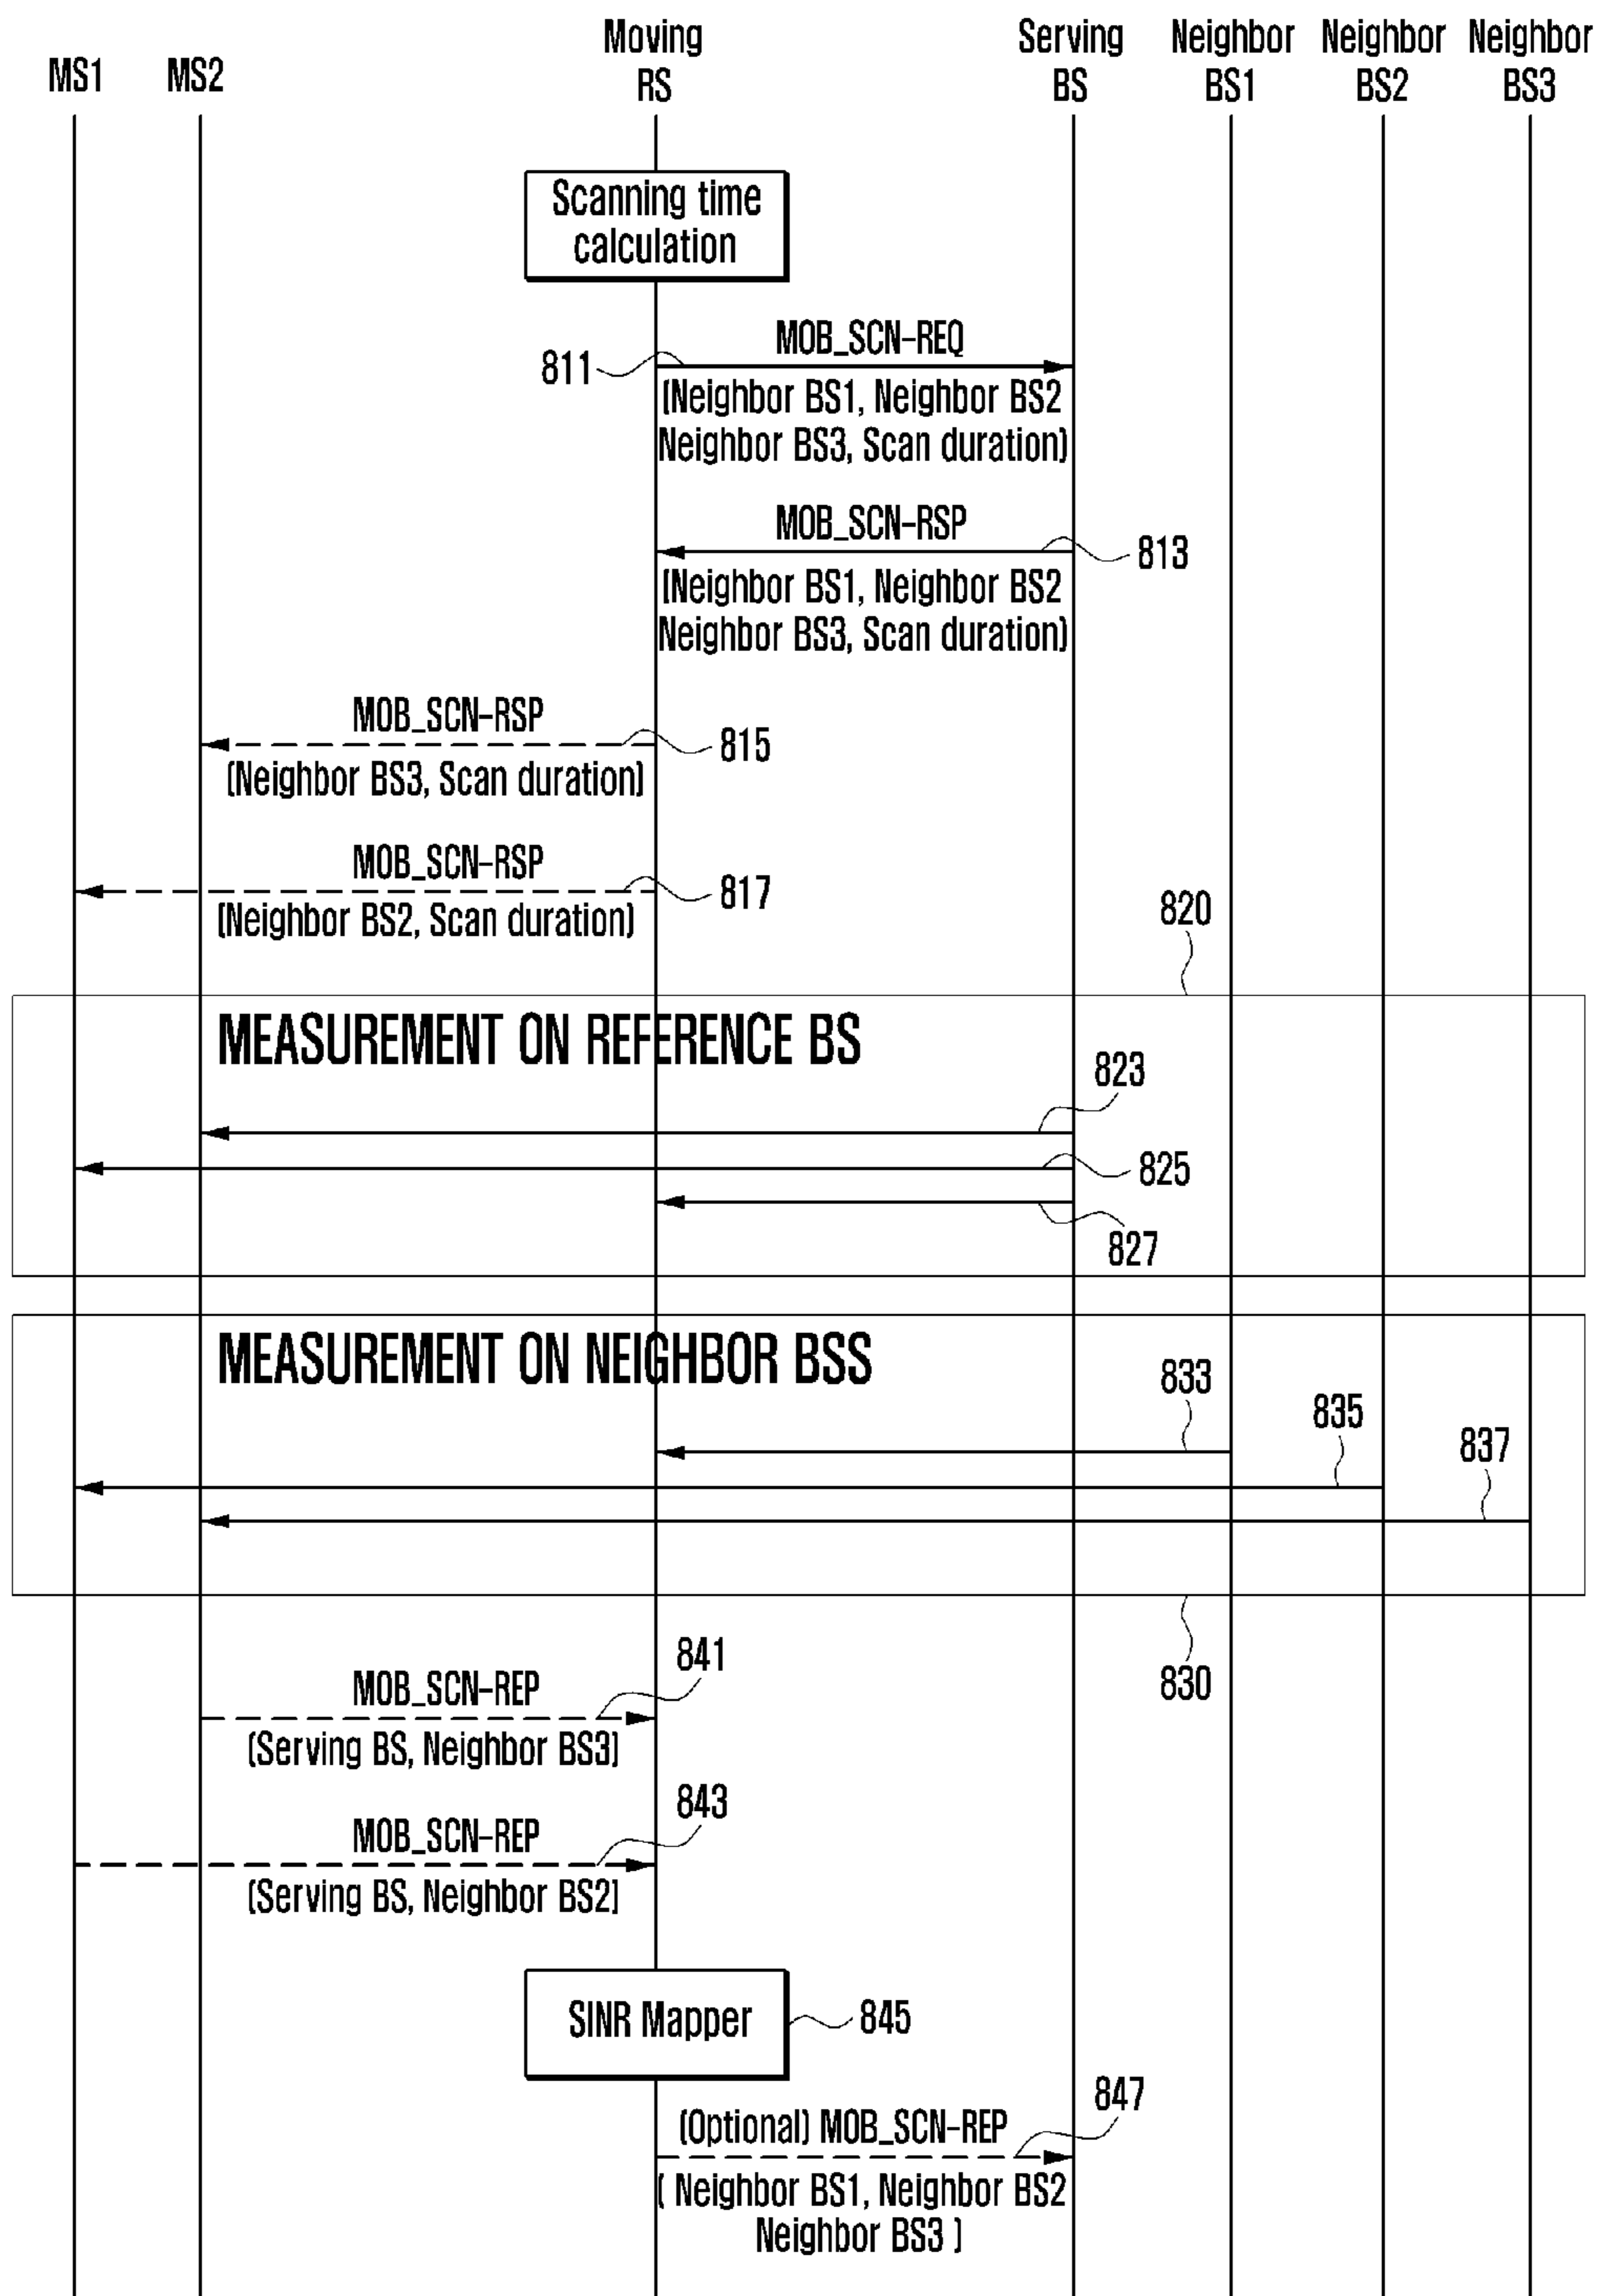 Moving
RS
Serving
BS
Neighbor
BS1
Neighbor
BS2
Neighbor
BS3
MS1
MS2
Scanning time
calculation
MOB_SCN-REQ
811
(Neighbor BS1, Neighbor BS2
Neighbor BS3, Scan duration)
MOB_SCN-RSP
813
(Neighbor BS1, Neighbor BS2
Neighbor BS3, Scan duration)
MOB_SCN-RSP
815
(Neighbor BS3, Scan duration)
MOB_SCN-RSP
817
(Neighbor BS2, Scan duration)
820
MEASUREMENT ON REFERENCE BS
823
825
827
MEASUREMENT ON NEIGHBOR BSS
833
835
837
830
841
MOB_SCN-REP
(Serving BS, Neighbor BS3)
843
MOB_SCN-REP
(Serving BS, Neighbor BS2)
SINR Mapper
845
847
(Optional) MOB_SCN-REP
( Neighbor BS1, Neighbor BS2
Neighbor BS3 )